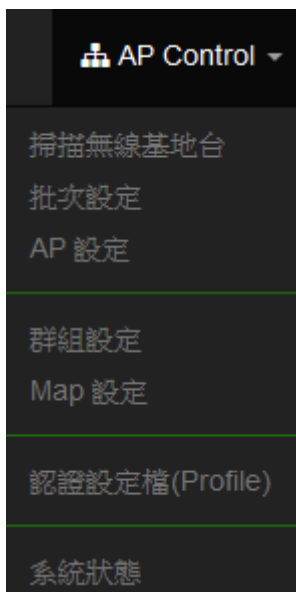 AP Control
掃描無線基地台
批次設定
AP 設定
群組設定
Map 設定
認證設定檔(Profile)
系統狀態